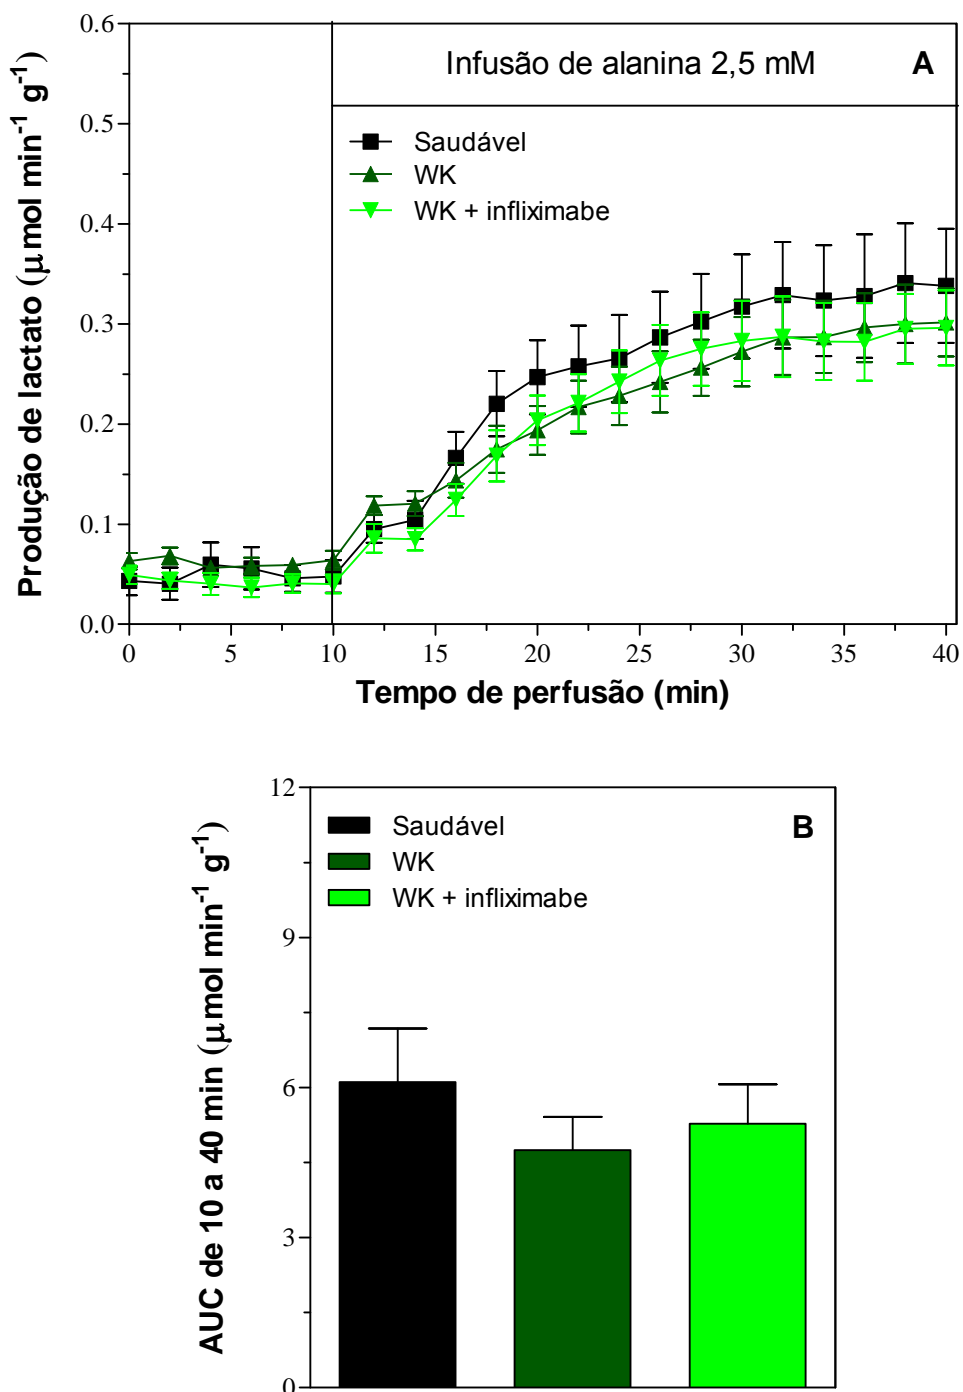 Produção de lactato (μmol min⁻¹ g⁻¹)
0.6
0.5
0.4
0.3
0.2
0.1
0.0
Infusão de alanina 2,5 mM
A
Saudável
WK
WK + infliximabe
0 5 10 15 20 25 30 35 40
Tempo de perfusão (min)
AUC de 10 a 40 min (μmol min⁻¹ g⁻¹)
12
9
6
3
0
Saudável
WK
WK + infliximabe
B